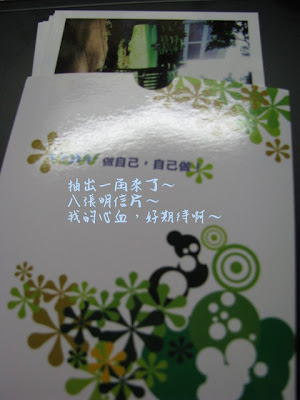 做自己，自己做
抽出一角來了～
八張明信片～
我的心血，好期待啊～